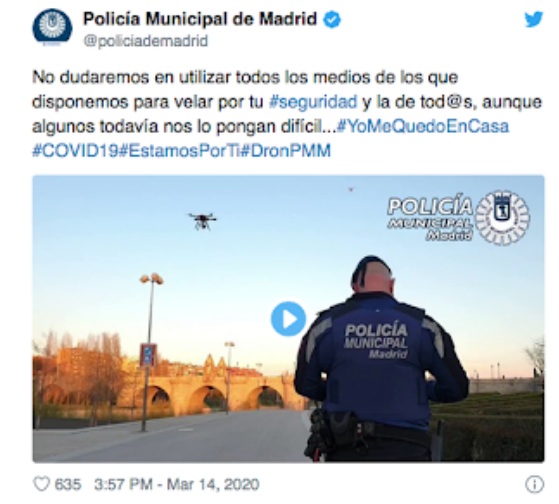 Policía Municipal de Madrid
@policiademadrid
No dudaremos en utilizar todos los medios de los que
disponemos para velar por tu #seguridad y la de tod@s, aunque
algunos todavía nos lo pongan difícil...#YoMeQuedoEnCasa
#COVID19#EstamosPorTi#DronPMM
POLICÍA
MUNICIPAL
Madrid
POLICÍA
MUNICIPAL
Madrid
635 3:57 PM - Mar 14, 2020